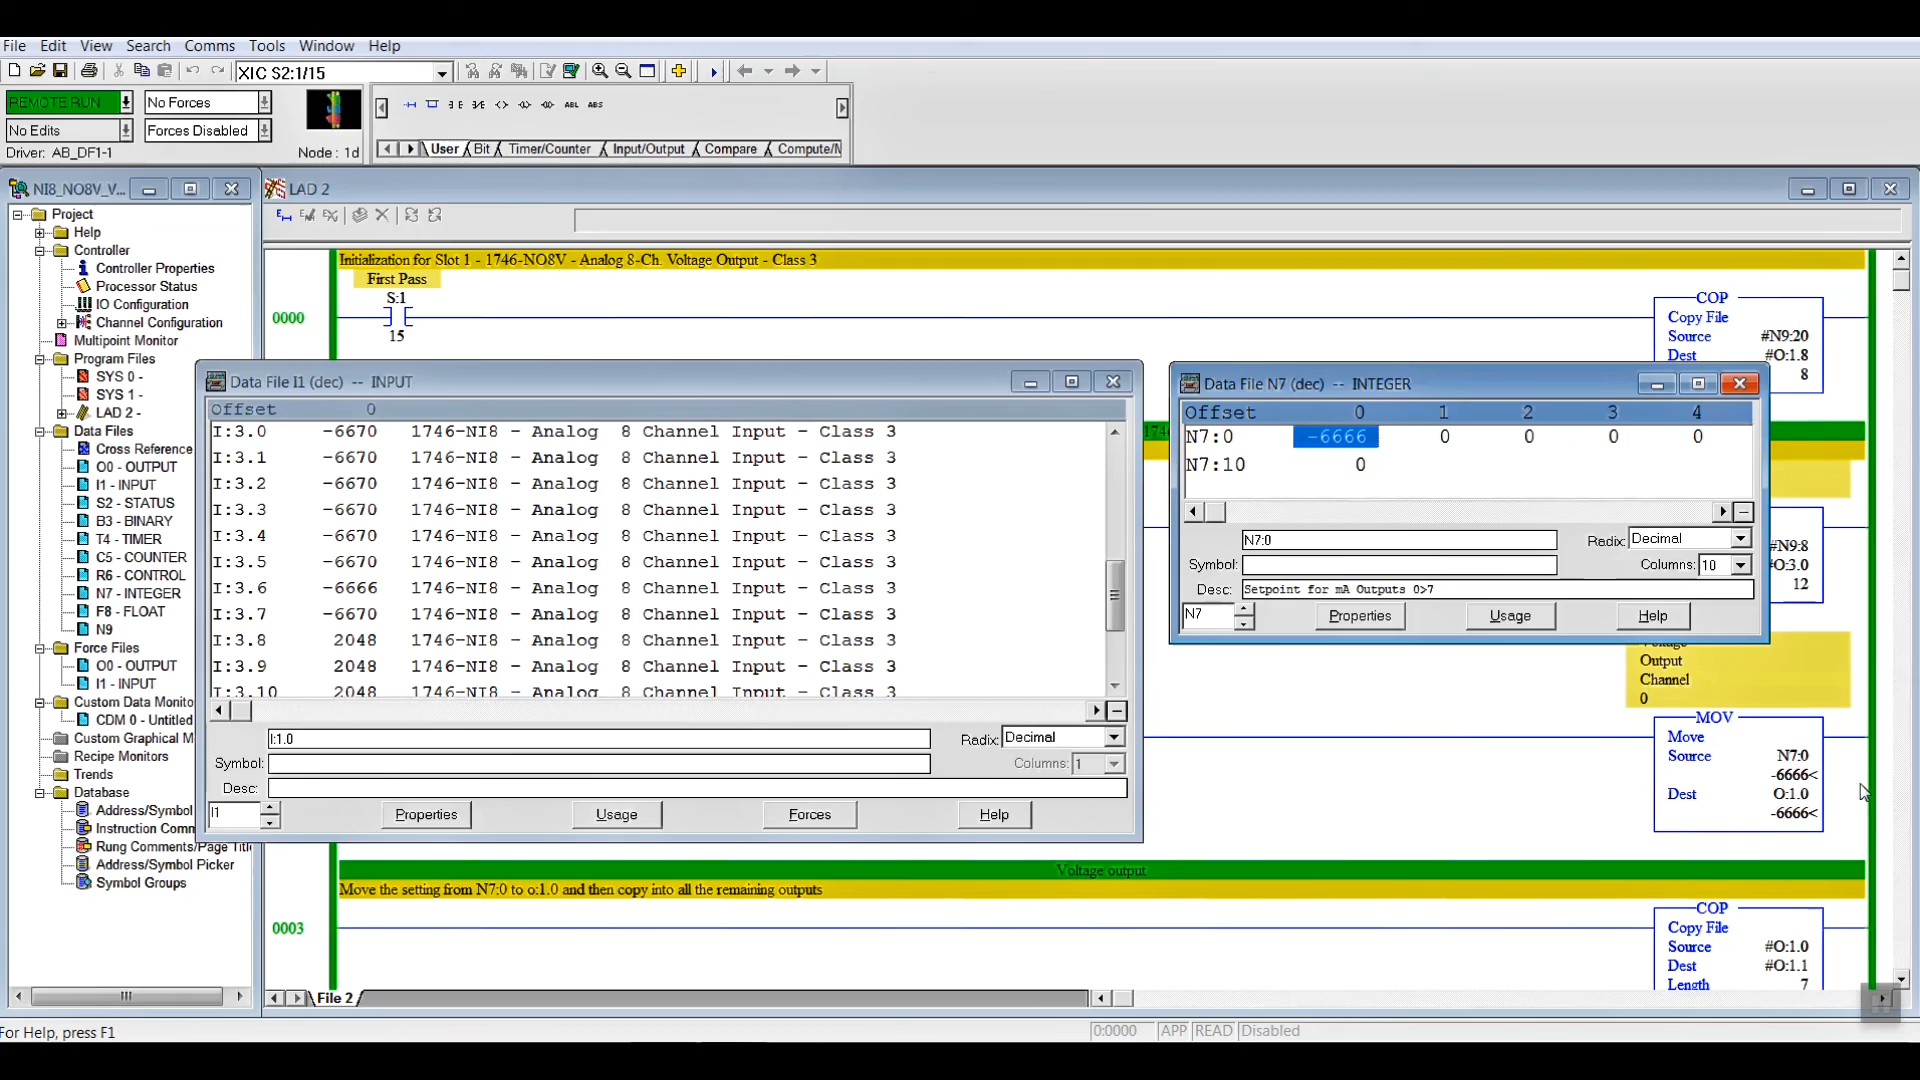 File Edit View Search Comms Tools Window Help
XIC S2:1/15
REMOTE RUN No Forces
No Edits Forces Disabled
Driver: AB_DF1-1 Node : 1d
User Bit Timer/Counter Input/Output Compare Compute/M
NI8_NO8V_V...
Project
Help
Controller
Controller Properties
Processor Status
IO Configuration
Channel Configuration
Multipoint Monitor
Program Files
SYS 0 -
SYS 1 -
LAD 2 -
Data Files
Cross Reference
O0 - OUTPUT
I1 - INPUT
S2 - STATUS
B3 - BINARY
T4 - TIMER
C5 - COUNTER
R6 - CONTROL
N7 - INTEGER
F8 - FLOAT
N9
Force Files
O0 - OUTPUT
I1 - INPUT
Custom Data Monito
CDM 0 - Untitled
Custom Graphical M
Recipe Monitors
Trends
Database
Address/Symbol
Instruction Comm
Rung Comments/Page Title
Address/Symbol Picker
Symbol Groups
LAD 2
Initialization for Slot 1 - 1746-NO8V - Analog 8-Ch. Voltage Output - Class 3
First Pass
S:1
0000
15
COP
Copy File
Source #N9:20
Dest #O:1.8
8
Data File I1 (dec) -- INPUT
Offset 0
I:3.0 -6670 1746-NI8 - Analog 8 Channel Input - Class 3
I:3.1 -6670 1746-NI8 - Analog 8 Channel Input - Class 3
I:3.2 -6670 1746-NI8 - Analog 8 Channel Input - Class 3
I:3.3 -6670 1746-NI8 - Analog 8 Channel Input - Class 3
I:3.4 -6670 1746-NI8 - Analog 8 Channel Input - Class 3
I:3.5 -6670 1746-NI8 - Analog 8 Channel Input - Class 3
I:3.6 -6666 1746-NI8 - Analog 8 Channel Input - Class 3
I:3.7 -6670 1746-NI8 - Analog 8 Channel Input - Class 3
I:3.8 2048 1746-NI8 - Analog 8 Channel Input - Class 3
I:3.9 2048 1746-NI8 - Analog 8 Channel Input - Class 3
I:3.10 2048 1746-NI8 - Analog 8 Channel Input - Class 3
I:1.0 Radix: Decimal
Symbol: Columns: 1
Desc:
I1 Properties Usage Forces Help
Data File N7 (dec) -- INTEGER
Offset 0 1 2 3 4
N7:0 -6666 0 0 0 0
N7:10 0
N7:0 Radix: Decimal
Symbol: Columns: 10
Desc: Setpoint for mA Outputs 0>7
N7 Properties Usage Help
#N9:8
#O:3.0
12
Voltage
Output
Channel
0
MOV
Move
Source N7:0
-6666<
Dest O:1.0
-6666<
Voltage output
Move the setting from N7:0 to o:1.0 and then copy into all the remaining outputs
0003
COP
Copy File
Source #O:1.0
Dest #O:1.1
Length 7
File 2
For Help, press F1 0:0000 APP READ Disabled